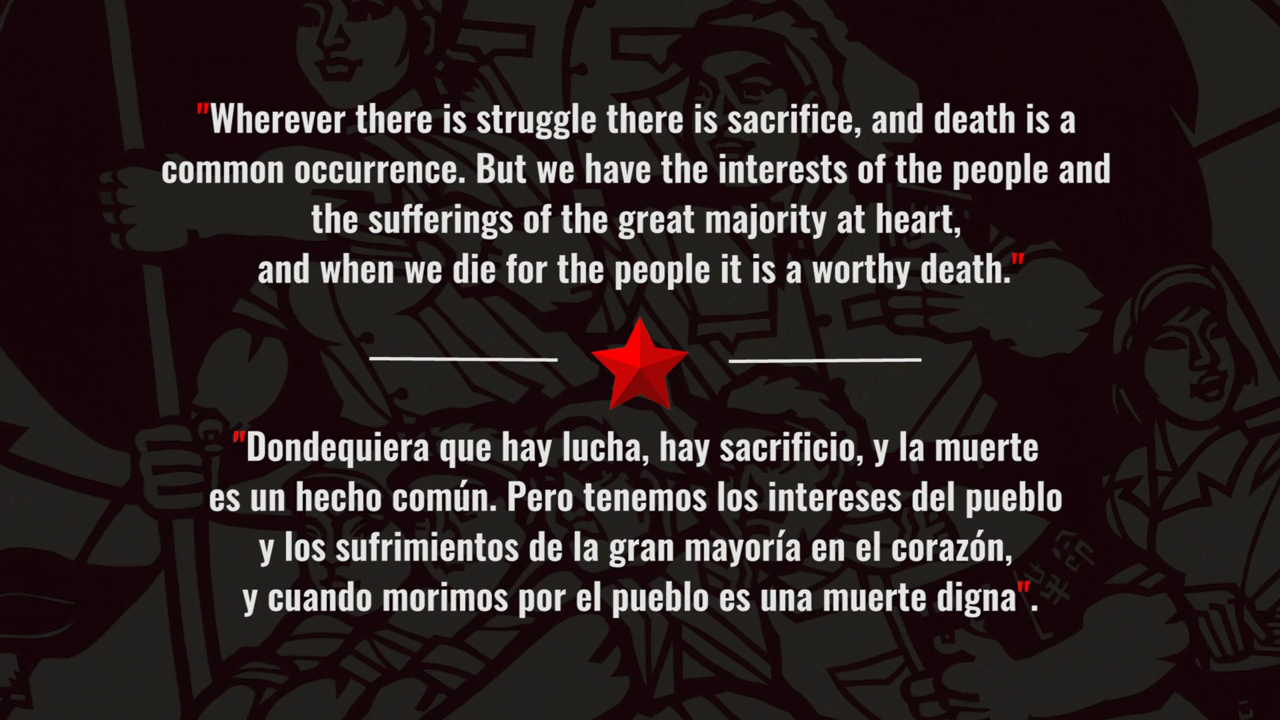 "Wherever there is struggle there is sacrifice, and death is a
common occurrence. But we have the interests of the people and
the sufferings of the great majority at heart,
and when we die for the people it is a worthy death."
"Dondequiera que hay lucha, hay sacrificio, y la muerte
es un hecho común. Pero tenemos los intereses del pueblo
y los sufrimientos de la gran mayoría en el corazón,
y cuando morimos por el pueblo es una muerte digna".